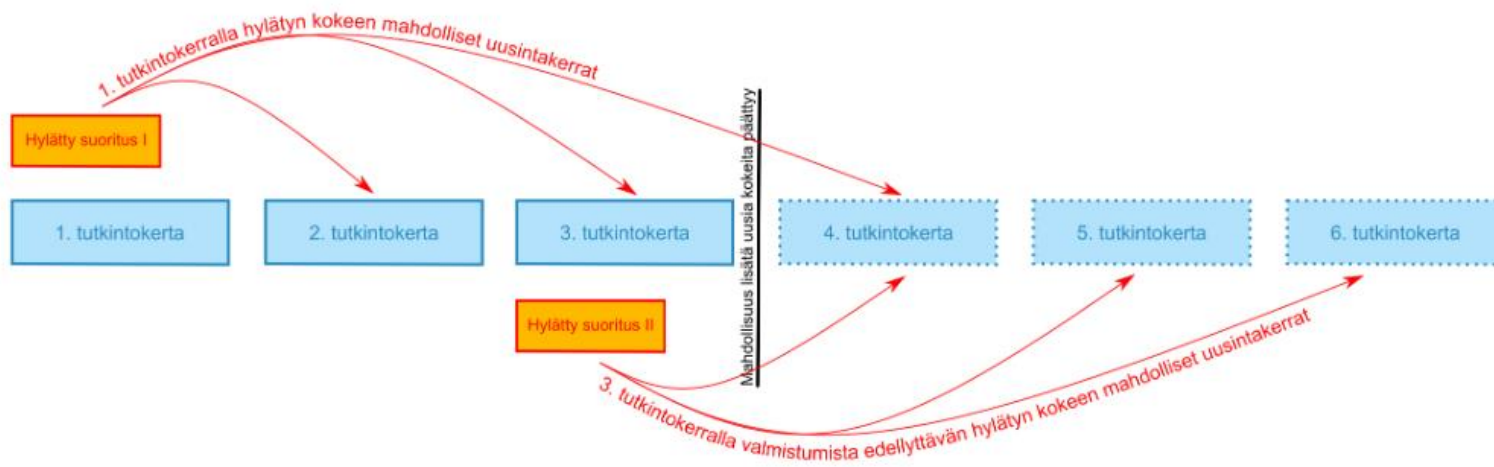 1. tutkintokerralla hylätyn kokeen mahdolliset uusintakerrat
Hylätty suoritus I
Mahdollisuus lisätä uusia kokeita päättyy
1. tutkintokerta
2. tutkintokerta
3. tutkintokerta
4. tutkintokerta
5. tutkintokerta
6. tutkintokerta
Hylätty suoritus II
3. tutkintokerralla valmistumista edellyttävän hylätyn kokeen mahdolliset uusintakerrat